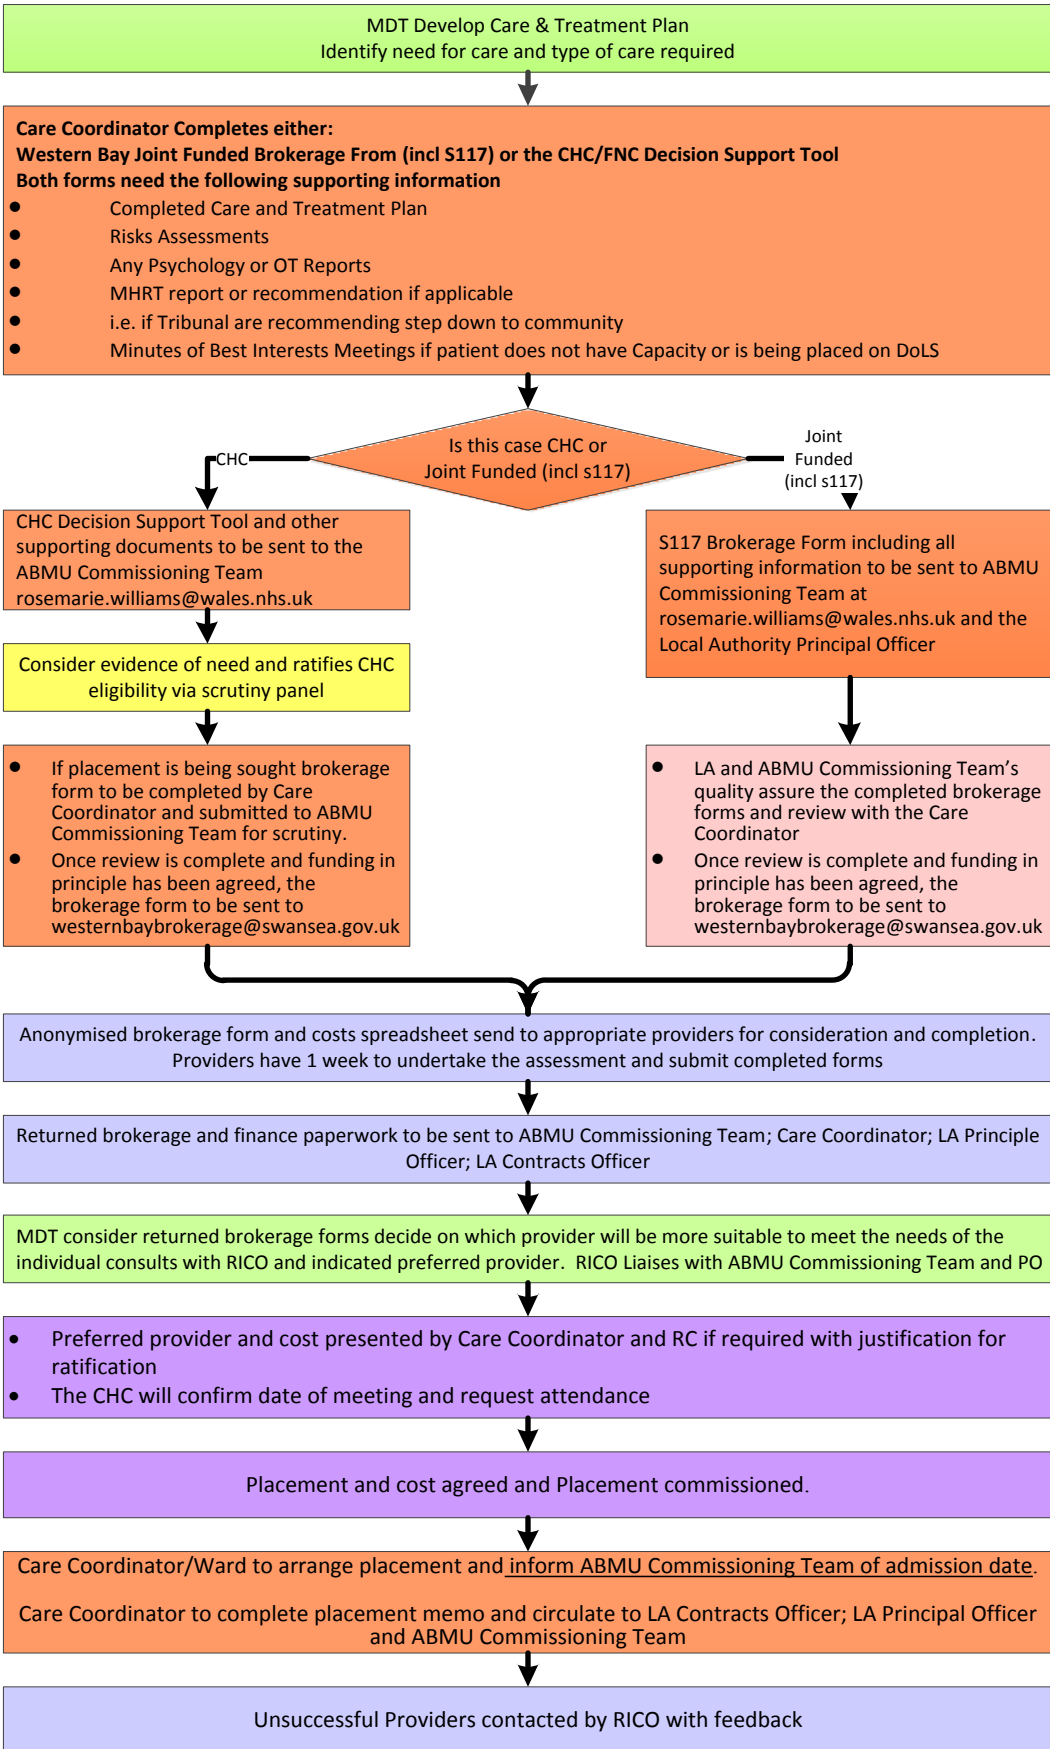 MDT Develop Care & Treatment Plan
Identify need for care and type of care required
Care Coordinator Completes either:
Western Bay Joint Funded Brokerage From (incl S117) or the CHC/FNC Decision Support Tool
Both forms need the following supporting information
● Completed Care and Treatment Plan
● Risks Assessments
● Any Psychology or OT Reports
● MHRT report or recommendation if applicable
● i.e. if Tribunal are recommending step down to community
● Minutes of Best Interests Meetings if patient does not have Capacity or is being placed on DoLS
Is this case CHC or
Joint Funded (incl s117)
CHC
Joint
Funded
(incl s117)
CHC Decision Support Tool and other
supporting documents to be sent to the
ABMU Commissioning Team
rosemarie.williams@wales.nhs.uk
S117 Brokerage Form including all
supporting information to be sent to ABMU
Commissioning Team at
rosemarie.williams@wales.nhs.uk and the
Local Authority Principal Officer
Consider evidence of need and ratifies CHC
eligibility via scrutiny panel
● If placement is being sought brokerage
form to be completed by Care
Coordinator and submitted to ABMU
Commissioning Team for scrutiny.
● Once review is complete and funding in
principle has been agreed, the
brokerage form to be sent to
westernbaybrokerage@swansea.gov.uk
● LA and ABMU Commissioning Team’s
quality assure the completed brokerage
forms and review with the Care
Coordinator
● Once review is complete and funding in
principle has been agreed, the
brokerage form to be sent to
westernbaybrokerage@swansea.gov.uk
Anonymised brokerage form and costs spreadsheet send to appropriate providers for consideration and completion.
Providers have 1 week to undertake the assessment and submit completed forms
Returned brokerage and finance paperwork to be sent to ABMU Commissioning Team; Care Coordinator; LA Principle
Officer; LA Contracts Officer
MDT consider returned brokerage forms decide on which provider will be more suitable to meet the needs of the
individual consults with RICO and indicated preferred provider. RICO Liaises with ABMU Commissioning Team and PO
● Preferred provider and cost presented by Care Coordinator and RC if required with justification for
ratification
● The CHC will confirm date of meeting and request attendance
Placement and cost agreed and Placement commissioned.
Care Coordinator/Ward to arrange placement and inform ABMU Commissioning Team of admission date.
Care Coordinator to complete placement memo and circulate to LA Contracts Officer; LA Principal Officer
and ABMU Commissioning Team
Unsuccessful Providers contacted by RICO with feedback